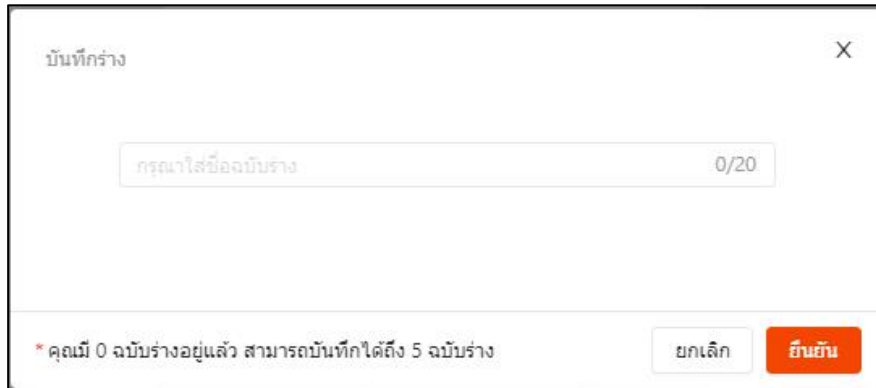 บันทึกร่าง X
กรุณาใส่ชื่อฉบับร่าง 0/20
* คุณมี 0 ฉบับร่างอยู่แล้ว สามารถบันทึกได้ถึง 5 ฉบับร่าง ยกเลิก ยืนยัน